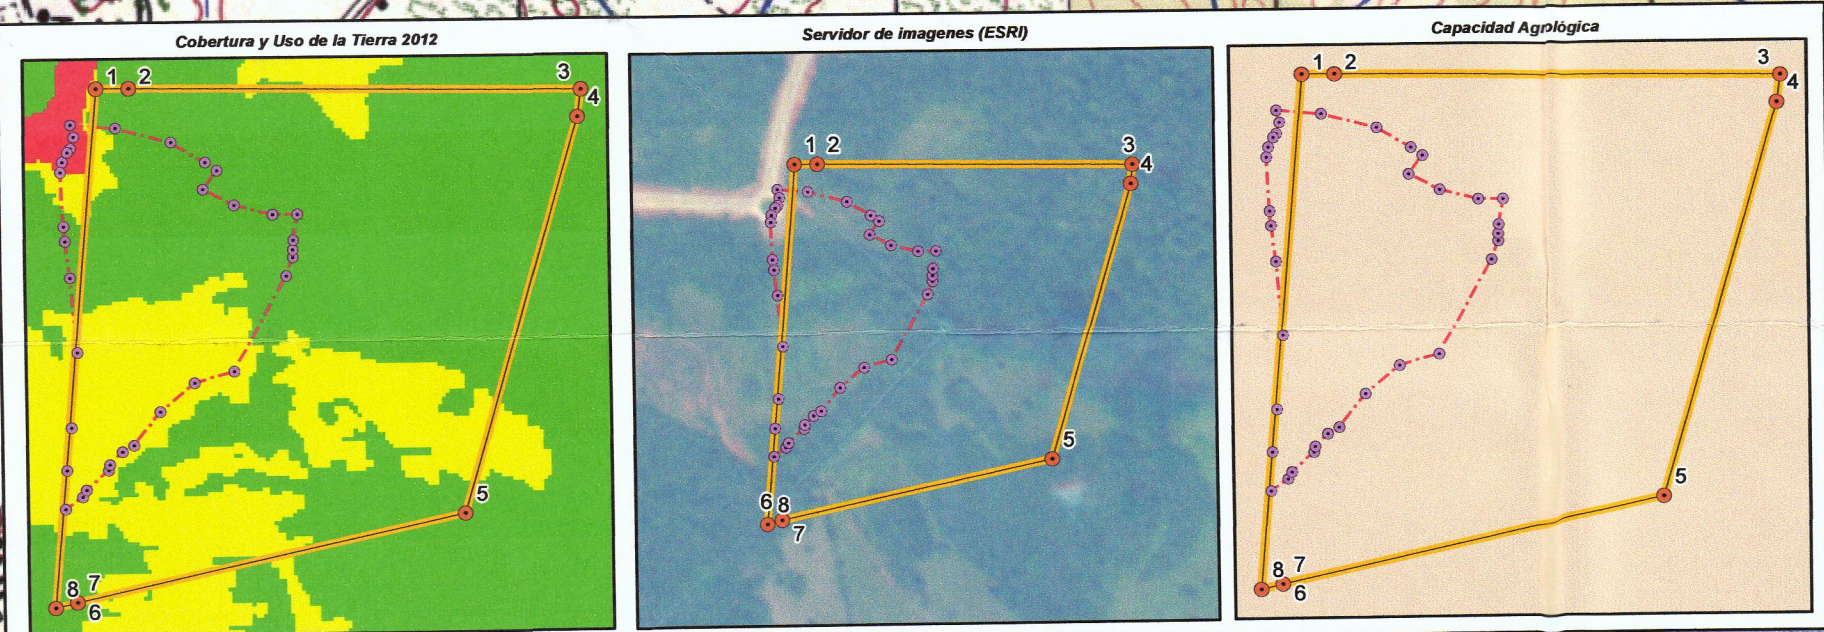 Cobertura y Uso de la Tierra 2012
1 2 3
4
5
8 7
6
Servidor de imagenes (ESRI)
1 2 3
4
5
6 8
7
Capacidad Agrológica
1 2 3
4
5
8 7
6